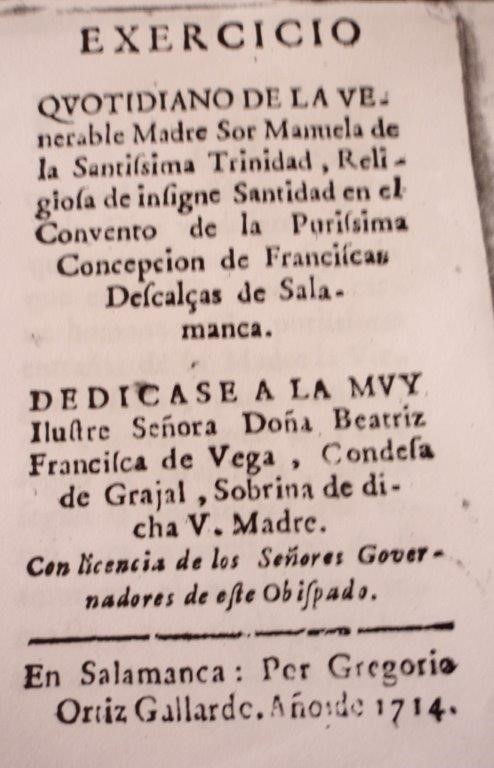 EXERCICIO
QVOTIDIANO DE LA VE-
nerable Madre Sor Manuela de
la Santiſsima Trinidad , Reli-
gioſa de inſigne Santidad en el
Convento de la Puriſsima
Concepcion de Franciſcas
Deſcalças de Sala-
manca.
DEDICASE A LA MVY
Iluſtre Señora Doña Beatriz
Franciſca de Vega , Condeſa
de Grajal , Sobrina de di-
cha V. Madre.
Con licencia de los Señores Gover-
nadores de eſte Obiſpado.
En Salamanca : Por Gregorio
Ortiz Gallardo. Año de 1714.